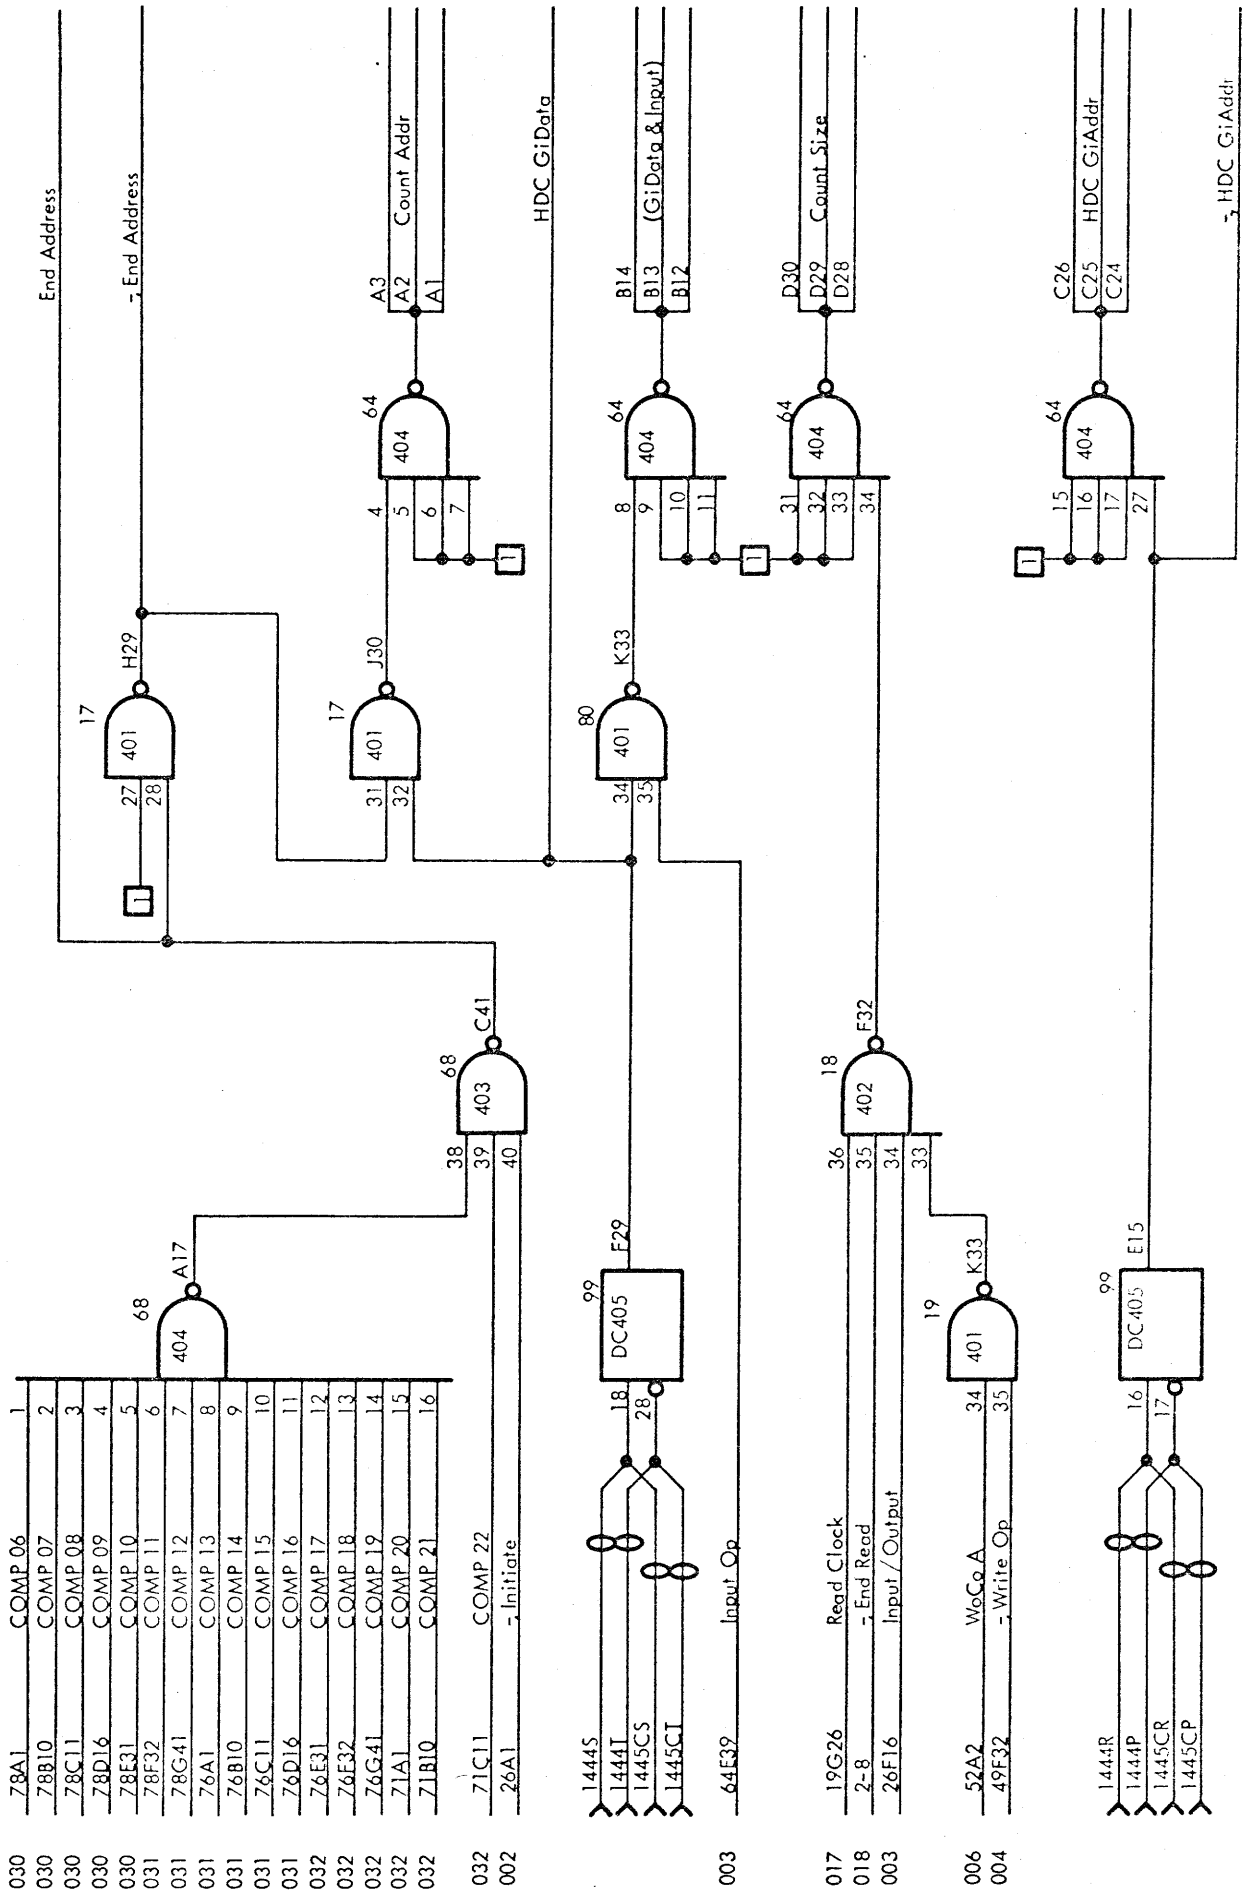 030 78A1 COMP 06 1
030 78B10 COMP 07 2
030 78C11 COMP 08 3
030 78D16 COMP 09 4
030 78E31 COMP 10 5
031 78F32 COMP 11 6
031 78G41 COMP 12 7
031 76A1 COMP 13 8
031 76B10 COMP 14 9
031 76C11 COMP 15 10
031 76D16 COMP 16 11
032 76E31 COMP 17 12
032 76F32 COMP 18 13
032 76G41 COMP 19 14
032 71A1 COMP 20 15
032 71B10 COMP 21 16
404
68
A17
032 71C11 COMP 22
002 26A1 ¬ Initiate
38
39
40
403
68
C41
End Address
1
27
28
401
17
H29
¬ End Address
31
32
401
17
J30
4
5
6
7
1
404
64
A3
A2 Count Addr
A1
1444S
1444T
1445CS
1445CT
18
28
DC405
99
F29
HDC GiData
003 64E39 Input Op
34
35
401
80
K33
8
9
10
11
1
404
64
B14
B13 (GiData & Input)
B12
017 19G26 Read Clock 36
018 2-8 ¬ End Read 35
003 26F16 Input/Output 34
33
402
18
F32
31
32
33
34
404
64
D30
D29 Count Size
D28
006 52A2 WoCo A 34
004 49F32 ¬ Write Op 35
401
19
K33
1444R
1444P
1445CR
1445CP
16
17
DC405
99
E15
1
15
16
17
27
404
64
C26
C25 HDC GiAddr
C24
¬ HDC GiAddr